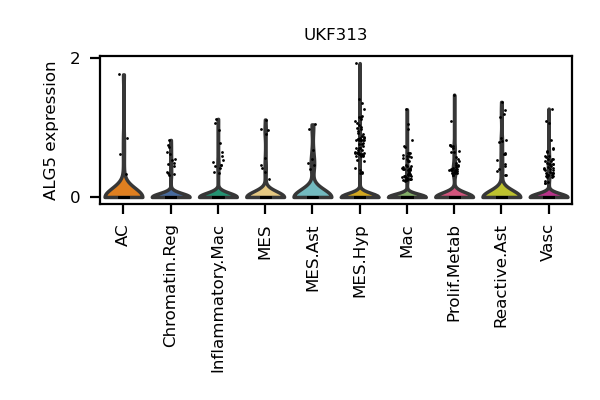 UKF313
ALG5 expression
2
0
AC
Chromatin.Reg
Inflammatory.Mac
MES
MES.Ast
MES.Hyp
Mac
Prolif.Metab
Reactive.Ast
Vasc